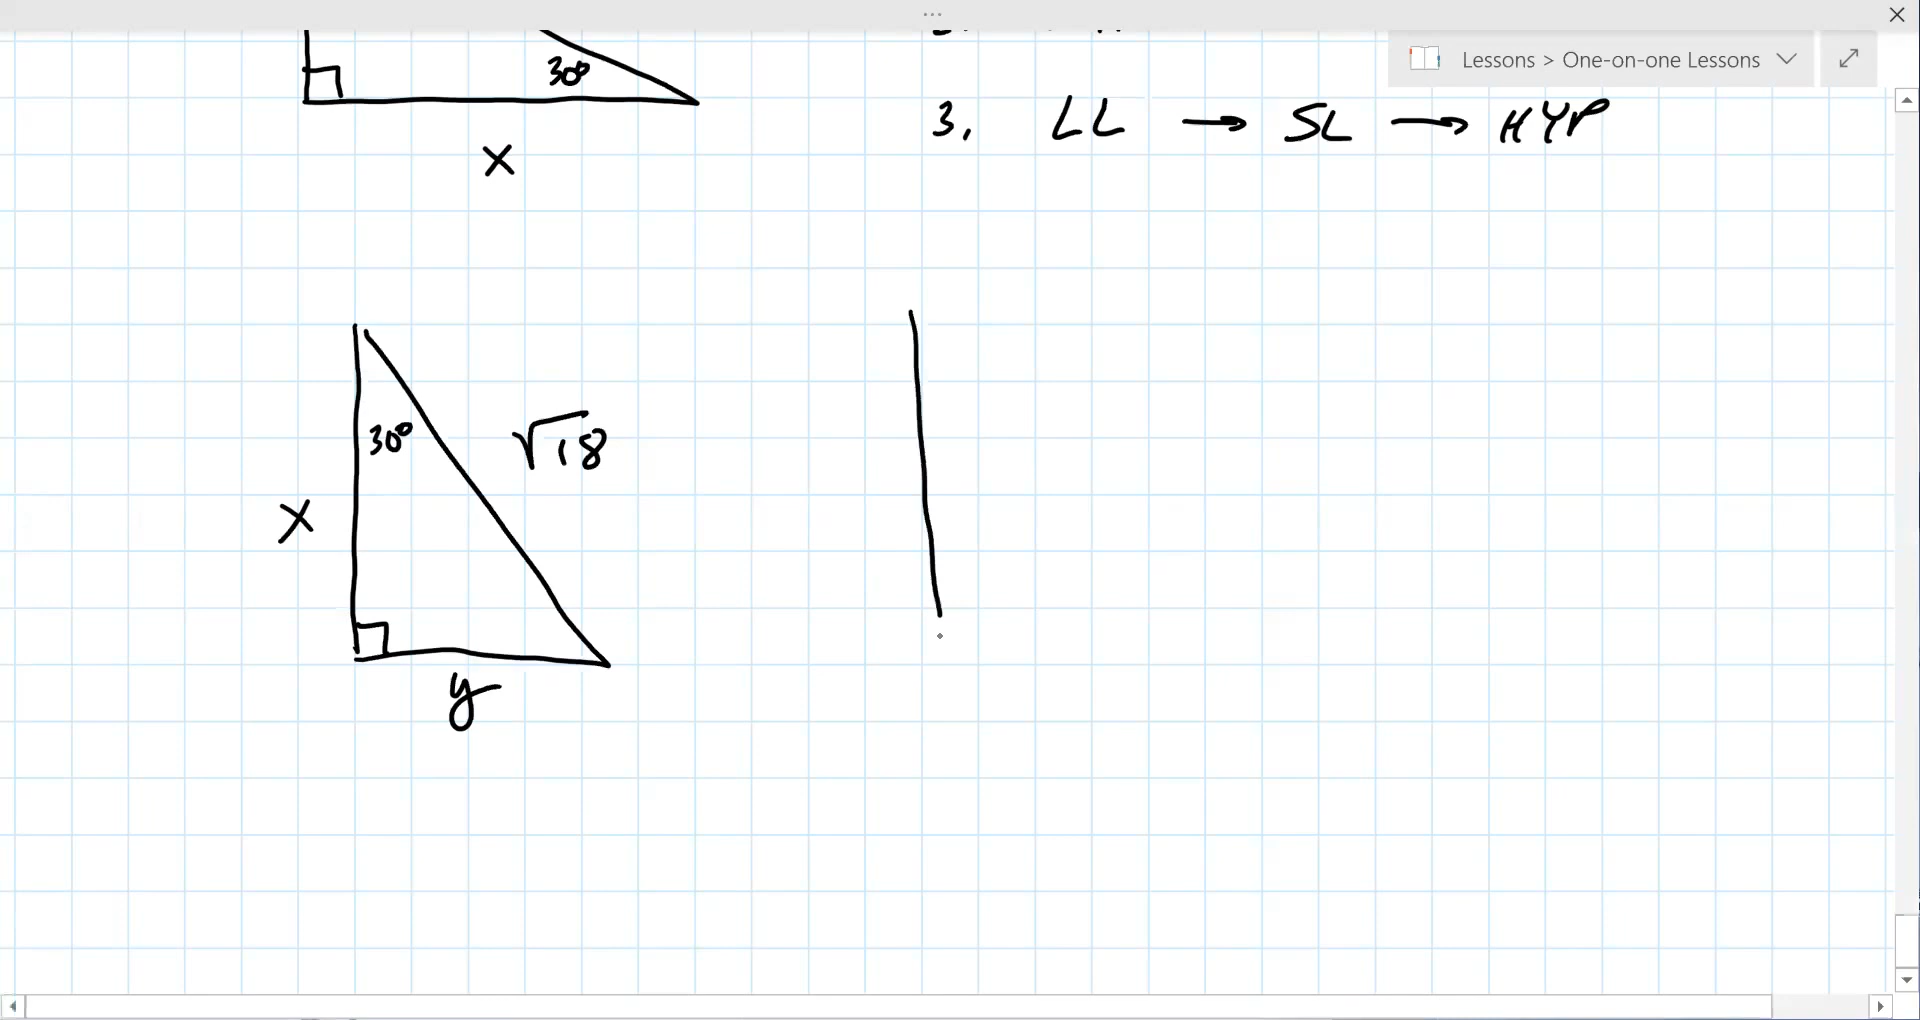 ...
Lessons > One-on-one Lessons
30°
3. LL → SL → HYP
x
30°
√18
x
y